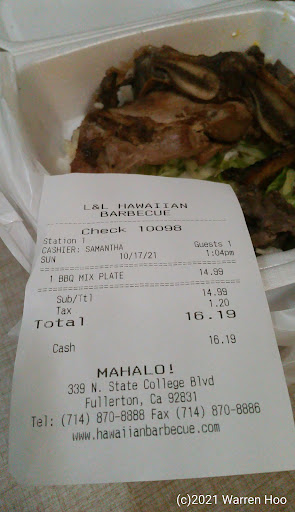 L&L HAWAIIAN
BARBECUE
Check 10098
Station 1
CASHIER: SAMANTHA Guests 1
SUN 10/17/21 1:04pm
1 BBQ MIX PLATE 14.99
Sub/Ttl 14.99
Tax 1.20
Total 16.19
Cash 16.19
MAHALO!
339 N. State College Blvd
Fullerton, Ca 92831
Tel: (714) 870-8888 Fax (714) 870-8886
www.hawaiianbarbecue.com
(c)2021 Warren Hoo